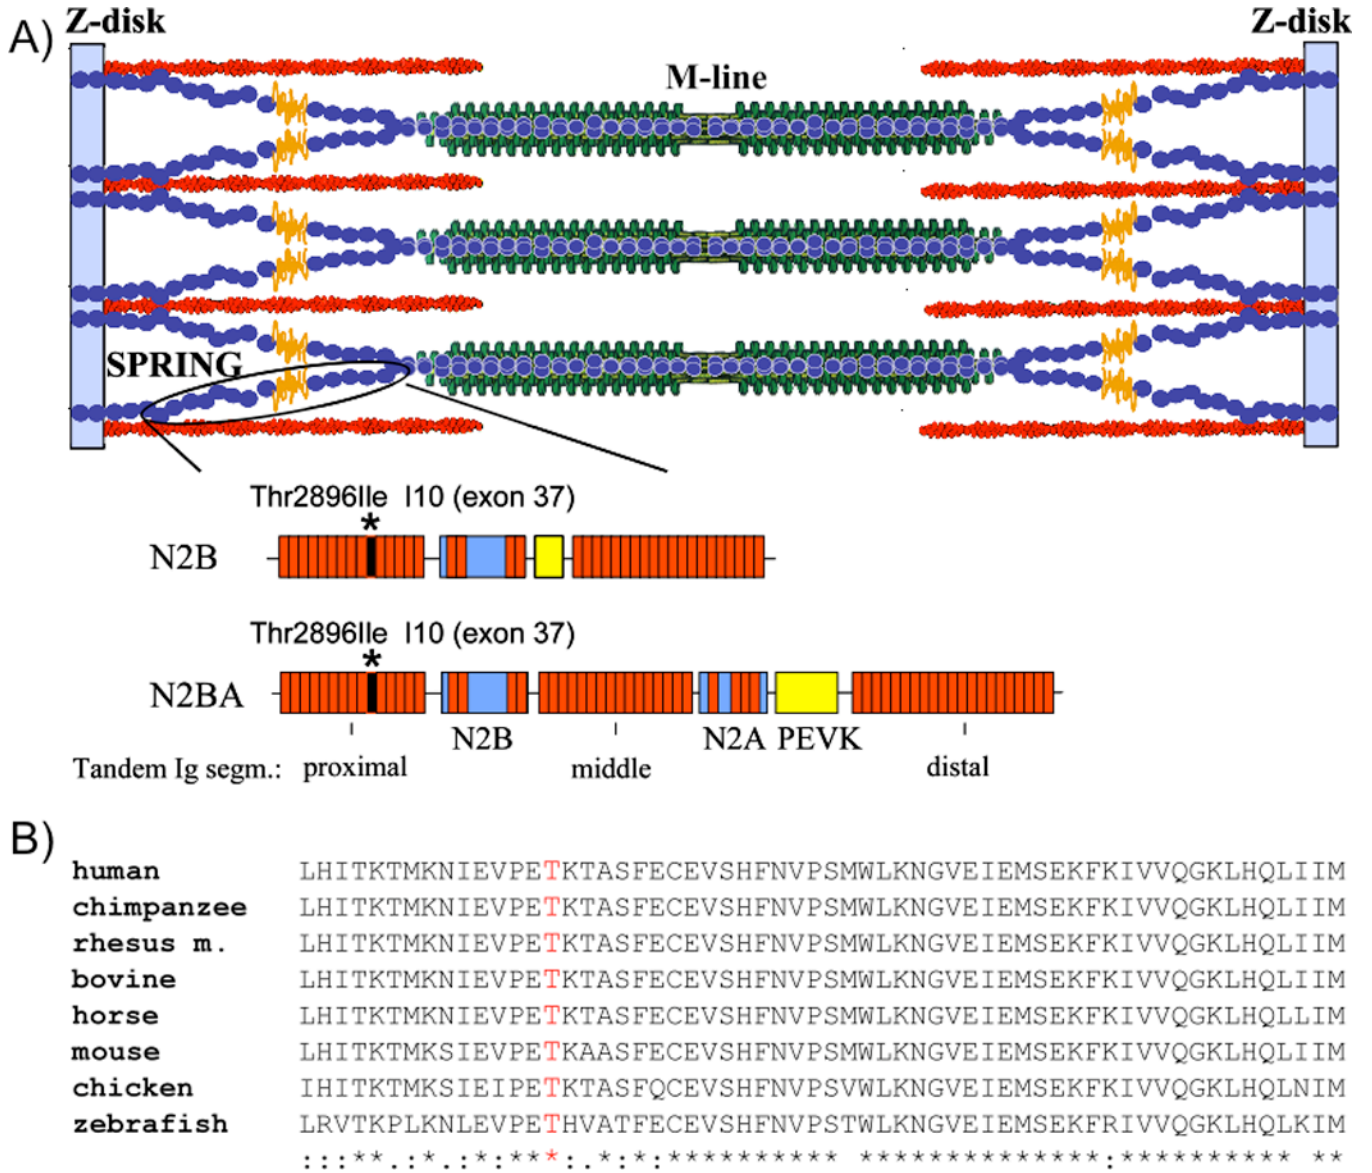 A)
Z-disk
Z-disk
M-line
SPRING
Thr2896Ile I10 (exon 37)
*
N2B
Thr2896Ile I10 (exon 37)
*
N2BA
N2B
N2A PEVK
Tandem Ig segm.: proximal middle distal
B)
human LHITKTMKNIEVPETKTASFECEVSHFNVPSMWLKNGVEIEMSEKFKIVVQGKLHQLIIM
chimpanzee LHITKTMKNIEVPETKTASFECEVSHFNVPSMWLKNGVEIEMSEKFKIVVQGKLHQLIIM
rhesus m. LHITKTMKNIEVPETKTASFECEVSHFNVPSMWLKNGVEIEMSEKFKIVVQGKLHQLIIM
bovine LHITKTMKNIEVPETKTASFECEVSHFNVPSMWLKNGVEIEMSEKFKIVVQGKLHQLIIM
horse LHITKTMKNIEVPETKTASFECEVSHFNVPSMWLKNGVEIEMSEKFKIVVQGKLHQLLIM
mouse LHITKTMKSIEVPETKAASFECEVSHFNVPSMWLKNGVEIEMSEKFKIVVQGKLHQLIIM
chicken IHITKTMKSIEIPETKTASFQCEVSHFNVPSVWLKNGVEIEMSEKFKIVVQGKLHQLNIM
zebrafish LRVTKPLKNLEVPETHVATFECEVSHFNVPSTWLKNGVEIEMSEKFRIVVQGKLHQLKIM
:::**.:*.:*:***:.*:*:********** **************:********** **